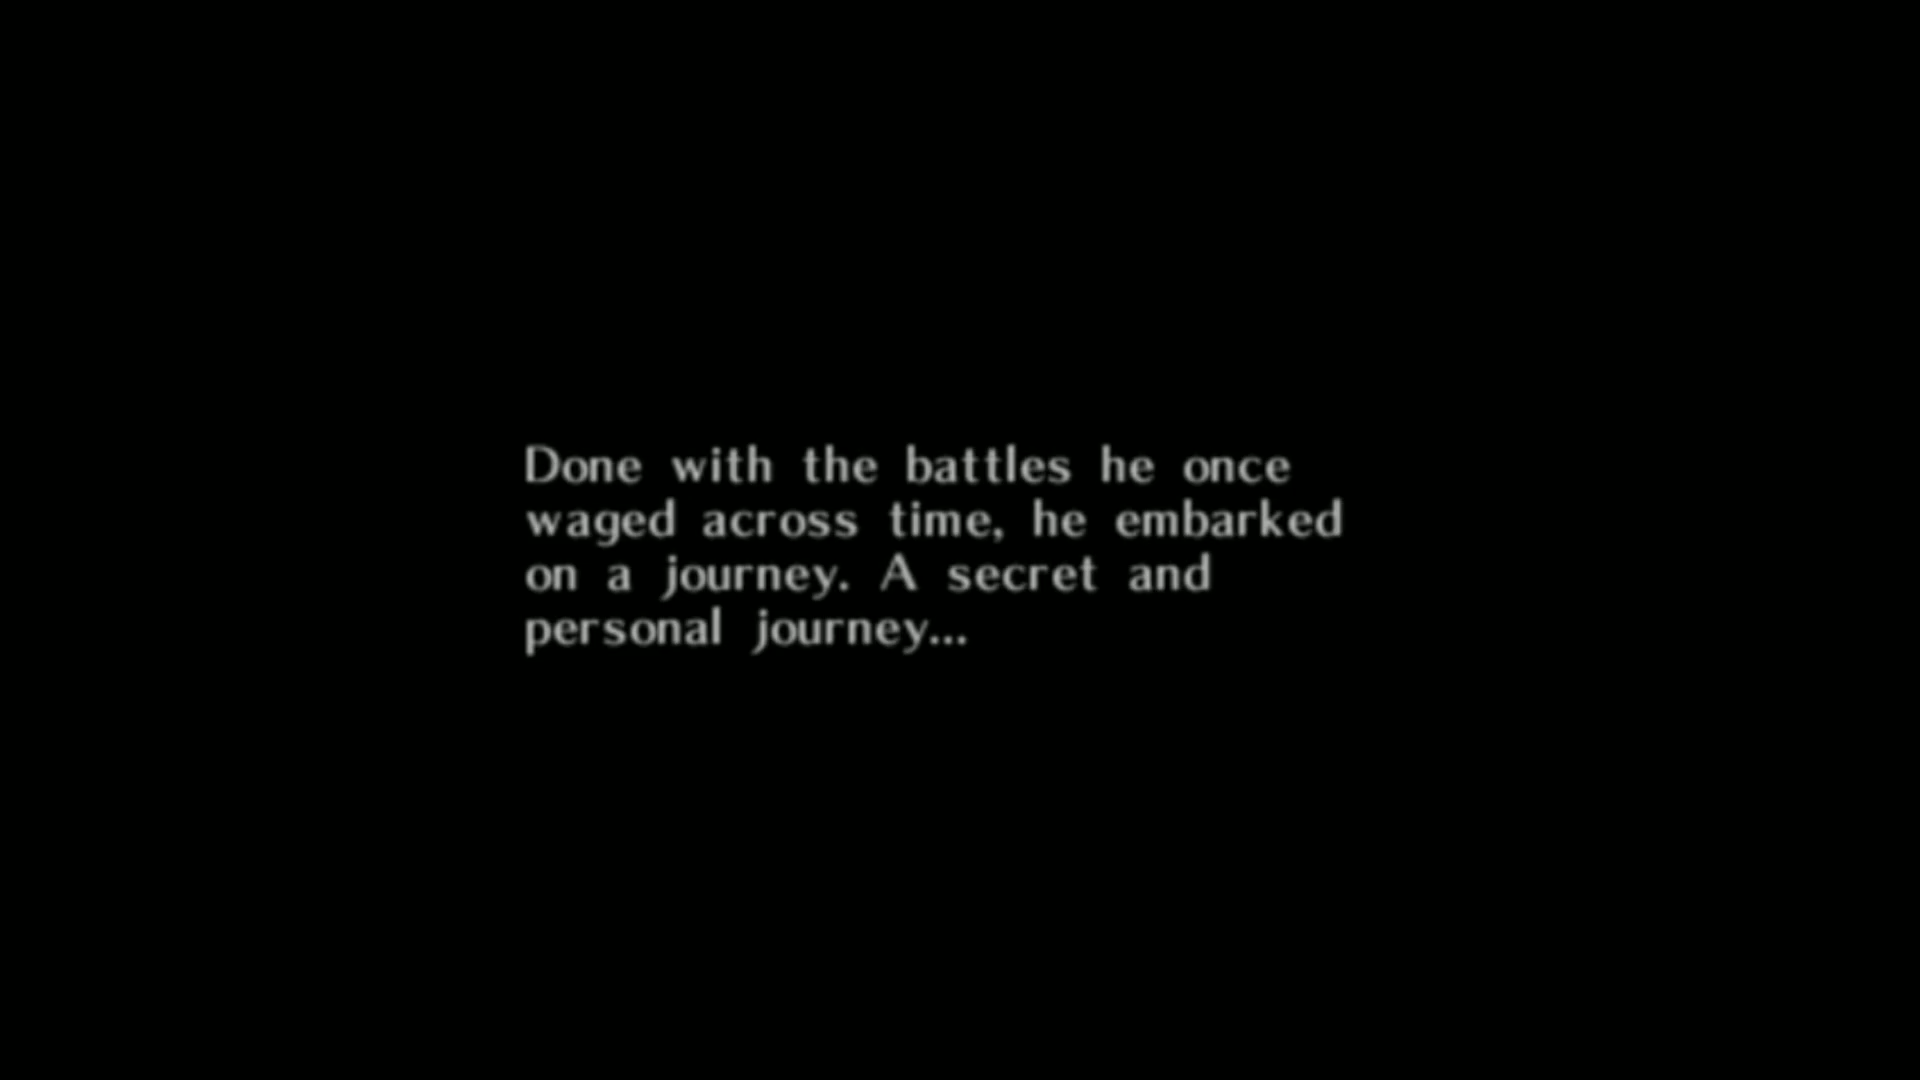 Done with the battles he once
waged across time, he embarked
on a journey. A secret and
personal journey...